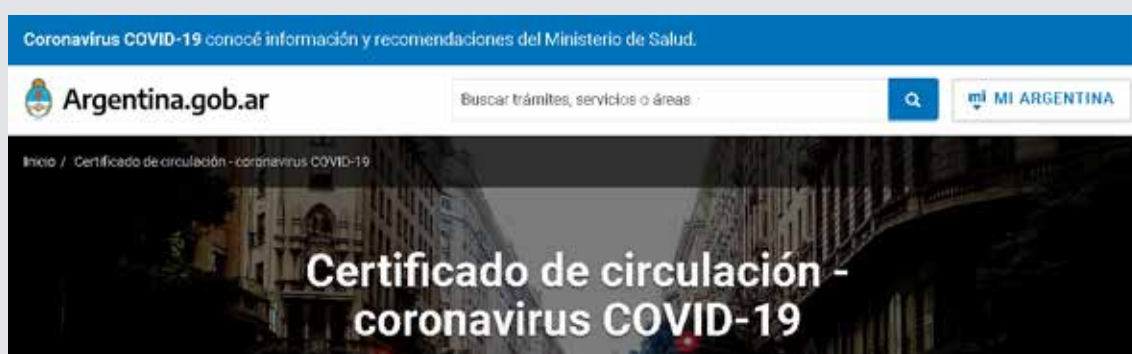 Coronavirus COVID-19 conocé información y recomendaciones del Ministerio de Salud.
Argentina.gob.ar
Buscar trámites, servicios o áreas
mi MI ARGENTINA
Inicio / Certificado de circulación - coronavirus COVID-19
Certificado de circulación -
coronavirus COVID-19